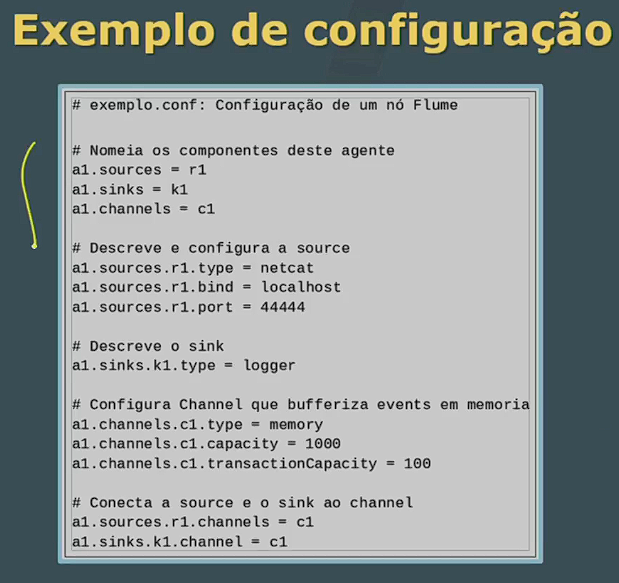 Exemplo de configuração
# exemplo.conf: Configuração de um nó Flume
# Nomeia os componentes deste agente
a1.sources = r1
a1.sinks = k1
a1.channels = c1
# Descreve e configura a source
a1.sources.r1.type = netcat
a1.sources.r1.bind = localhost
a1.sources.r1.port = 44444
# Descreve o sink
a1.sinks.k1.type = logger
# Configura Channel que bufferiza events em memoria
a1.channels.c1.type = memory
a1.channels.c1.capacity = 1000
a1.channels.c1.transactionCapacity = 100
# Conecta a source e o sink ao channel
a1.sources.r1.channels = c1
a1.sinks.k1.channel = c1